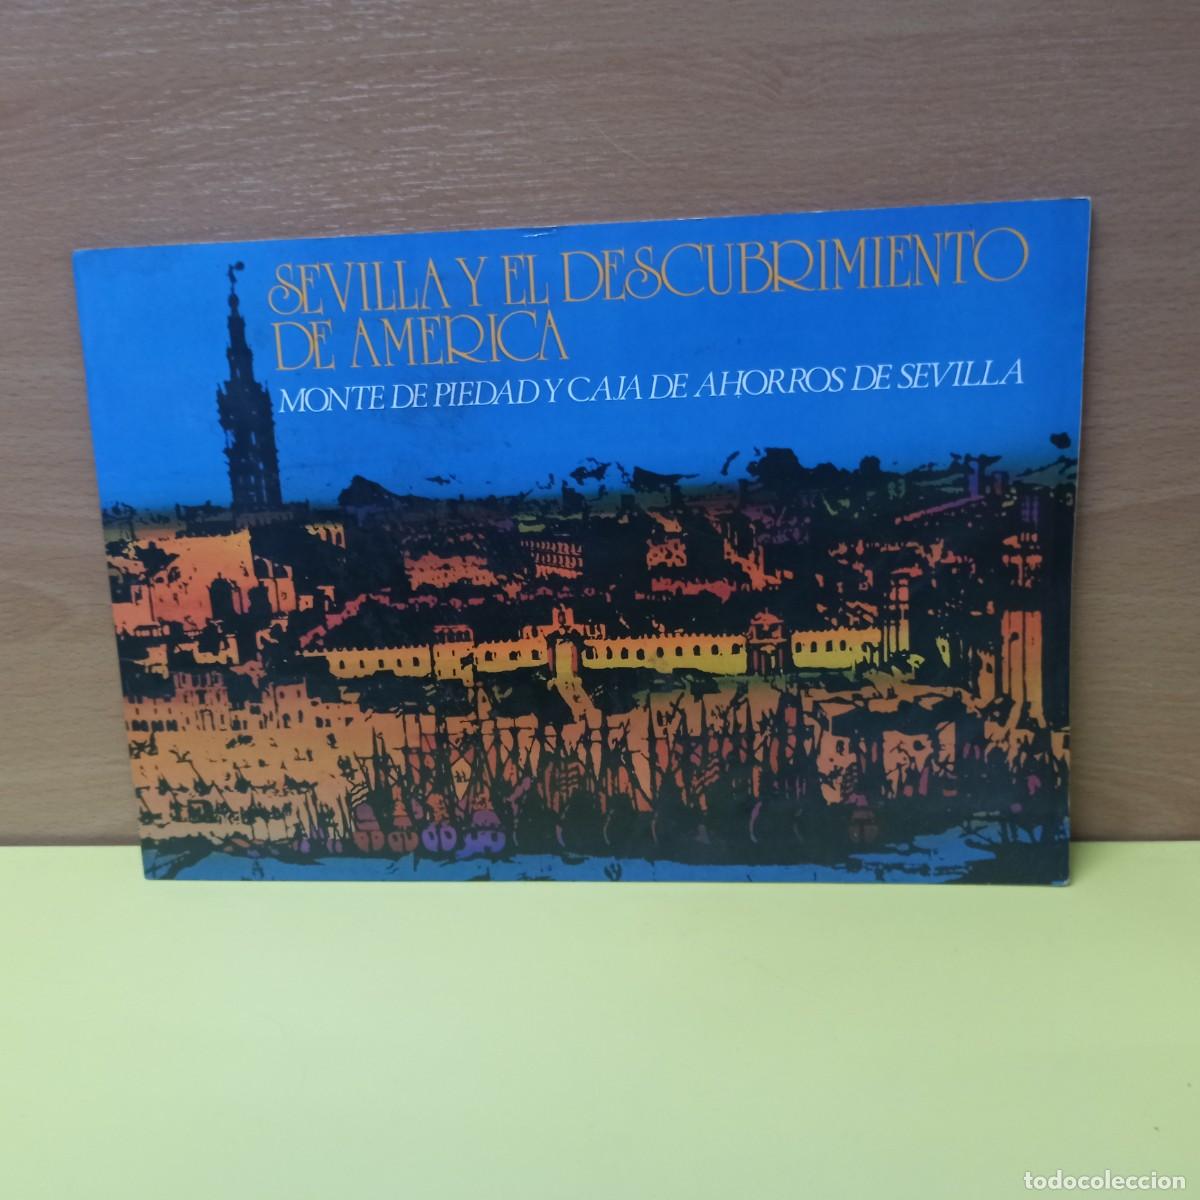 SEVILLA Y EL DESCUBRIMIENTO
DE AMERICA
MONTE DE PIEDAD Y CAJA DE AHORROS DE SEVILLA
todocoleccion